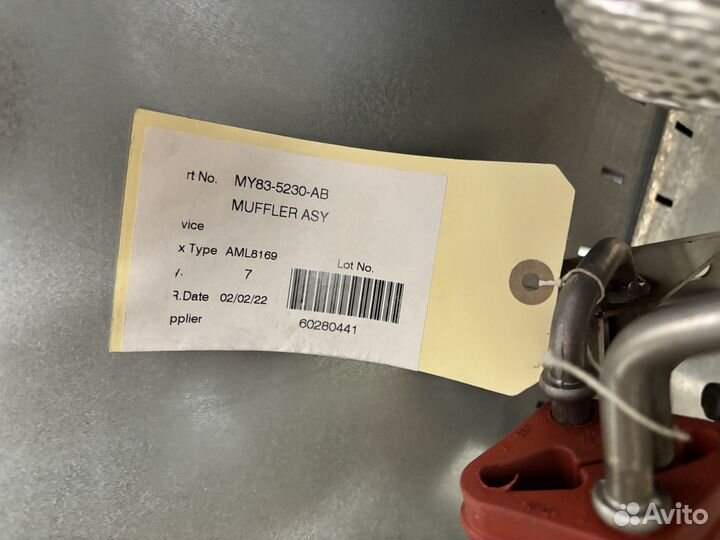 rt No. MY83-5230-AB
MUFFLER ASY
vice
x Type AML8169
Lot No.
y. 7
R.Date 02/02/22
60280441
pplier
Avito